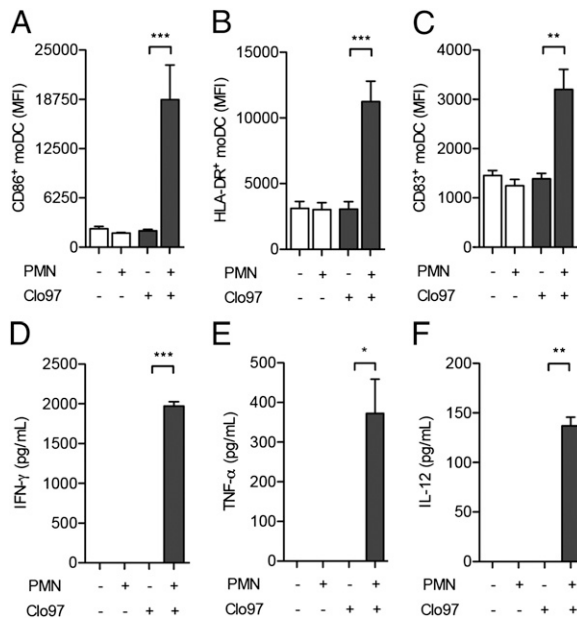 A B C
*** *** **
CD86+ moDC (MFI)
25000
18750
12500
6250
0
HLA-DR+ moDC (MFI)
15000
10000
5000
0
CD83+ moDC (MFI)
4000
3000
2000
1000
0
PMN - + - + PMN - + - + PMN - + - +
Clo97 - - + + Clo97 - - + + Clo97 - - + +
D E F
*** * **
IFN-γ (pg/mL)
2500
2000
1500
1000
500
0
TNF-α (pg/mL)
500
400
300
200
100
0
IL-12 (pg/mL)
200
150
100
50
0
PMN - + - + PMN - + - + PMN - + - +
Clo97 - - + + Clo97 - - + + Clo97 - - + +